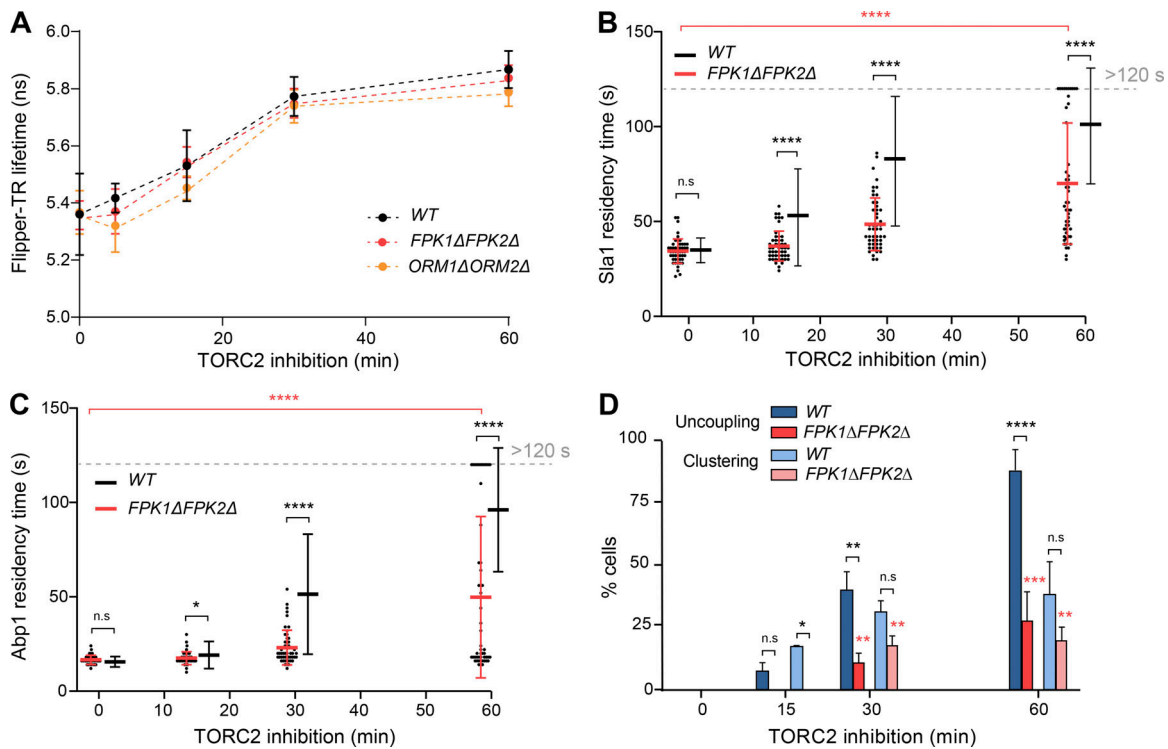 A
Flipper-TR lifetime (ns)
6.0
5.8
5.6
5.4
5.2
5.0
WT
FPK1ΔFPK2Δ
ORM1ΔORM2Δ
0
20
40
60
TORC2 inhibition (min)
B
Sla1 residency time (s)
****
150
100
50
0
WT
FPK1ΔFPK2Δ
n.s
****
****
****
>120 s
0
10
20
30
40
50
60
TORC2 inhibition (min)
C
Abp1 residency time (s)
****
150
100
50
0
WT
FPK1ΔFPK2Δ
n.s
*
****
****
>120 s
0
10
20
30
40
50
60
TORC2 inhibition (min)
D
Uncoupling
WT
FPK1ΔFPK2Δ
Clustering
WT
FPK1ΔFPK2Δ
% cells
100
75
50
25
0
n.s
*
**
**
n.s
**
****
***
n.s
**
0
15
30
60
TORC2 inhibition (min)